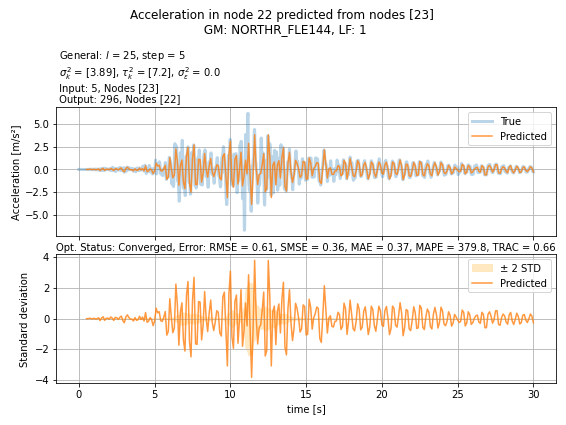 Acceleration in node 22 predicted from nodes [23]
GM: NORTHR_FLE144, LF: 1
General: l = 25, step = 5
σ²ₖ = [3.89], τ²ₖ = [7.2], σ²ε = 0.0
Input: 5, Nodes [23]
Output: 296, Nodes [22]
Acceleration [m/s²]
5.0
2.5
0.0
−2.5
−5.0
True
Predicted
Opt. Status: Converged, Error: RMSE = 0.61, SMSE = 0.36, MAE = 0.37, MAPE = 379.8, TRAC = 0.66
Standard deviation
4
2
0
−2
−4
± 2 STD
Predicted
0
5
10
15
20
25
30
time [s]